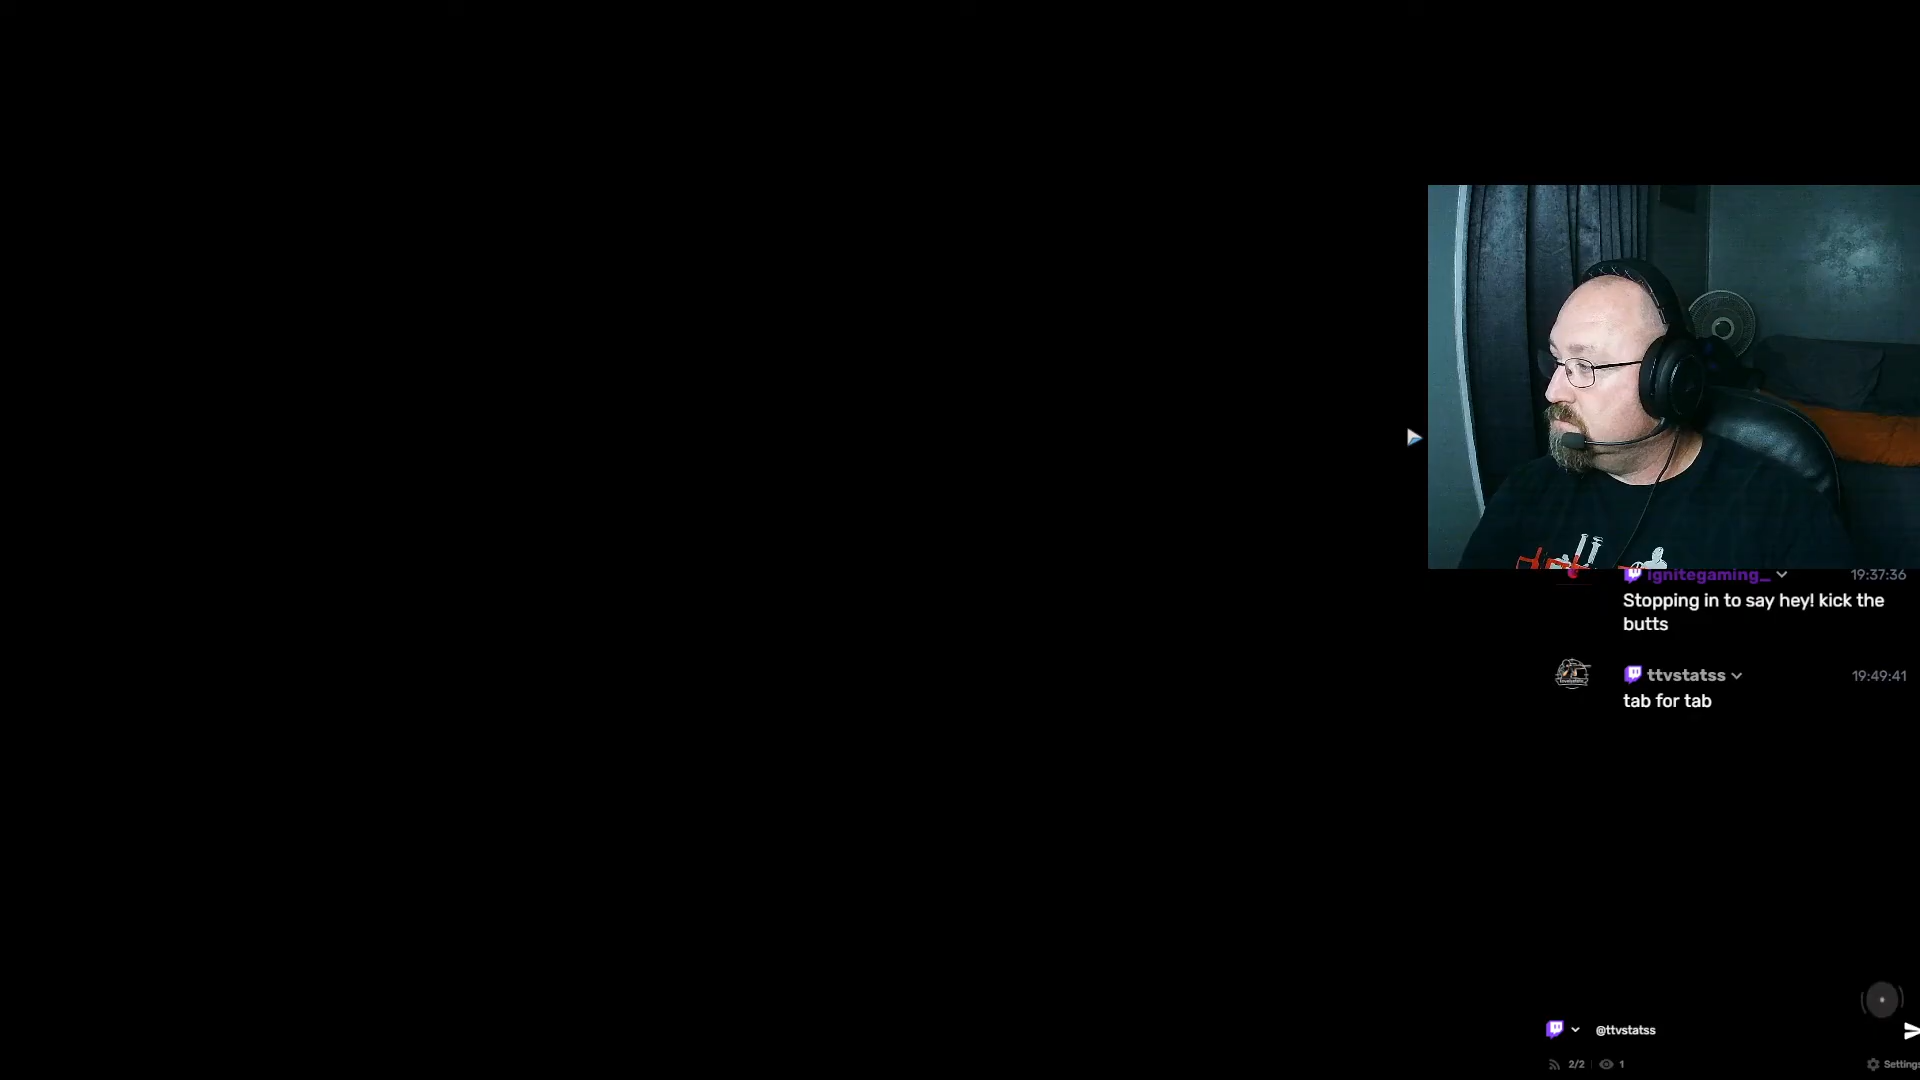 ignitegaming_
19:37:36
Stopping in to say hey! kick the
butts
ttvstatss
19:49:41
tab for tab
@ttvstatss
2/2
1
Settings